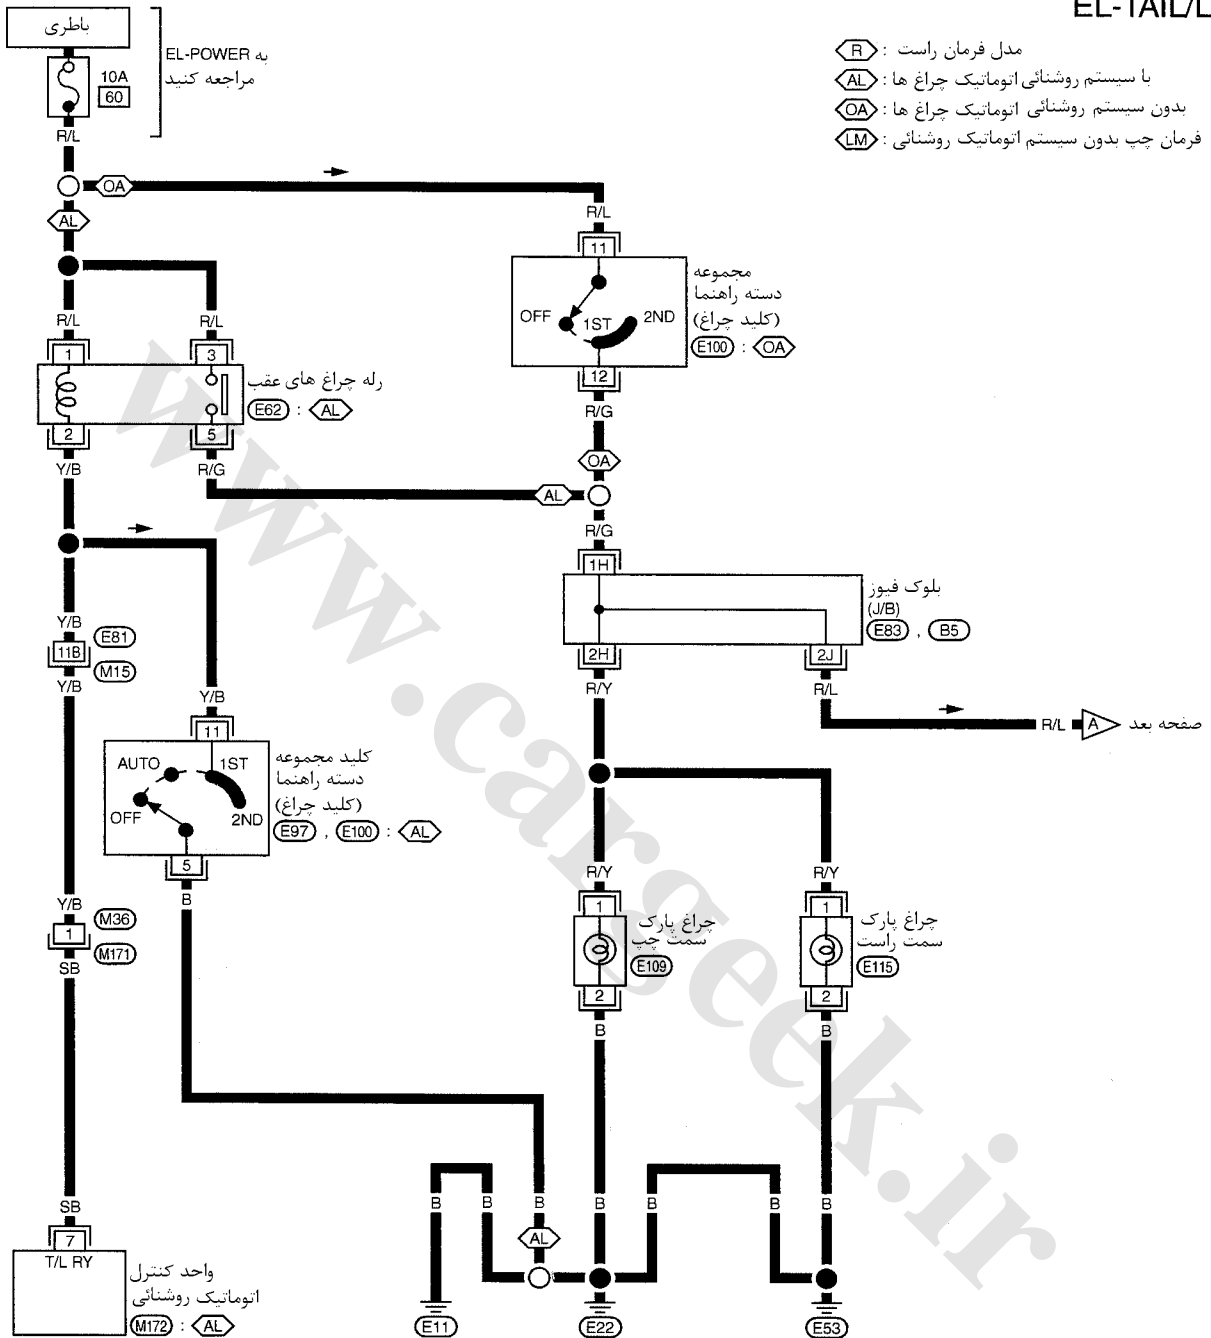 EL-TAIL/L
باطری
به EL-POWER
مراجعه کنید
10A
60
R/L
مدل فرمان راست : R
با سیستم روشنائی اتوماتیک چراغ ها : AL
بدون سیستم روشنائی اتوماتیک چراغ ها : OA
فرمان چپ بدون سیستم اتوماتیک روشنائی : LM
OA
AL
R/L
11
مجموعه
دسته راهنما
(کلید چراغ)
E100 : OA
OFF
1ST
2ND
12
R/G
OA
R/L
R/L
1
3
رله چراغ های عقب
E62 : AL
2
5
Y/B
R/G
AL
R/G
1H
بلوک فیوز
(J/B)
E83 , B5
2H
2J
R/Y
R/L
R/L
A
صفحه بعد
Y/B
E81
11B
M15
Y/B
Y/B
11
کلید مجموعه
دسته راهنما
(کلید چراغ)
E97 , E100 : AL
AUTO
1ST
OFF
2ND
5
B
R/Y
R/Y
1
1
چراغ پارک
سمت چپ
E109
چراغ پارک
سمت راست
E115
2
2
B
B
Y/B
M36
1
M171
SB
SB
7
T/L RY
واحد کنترل
اتوماتیک روشنائی
M172 : AL
B
B
B
B
B
B
B
AL
E11
E22
E53
www.cargeek.ir